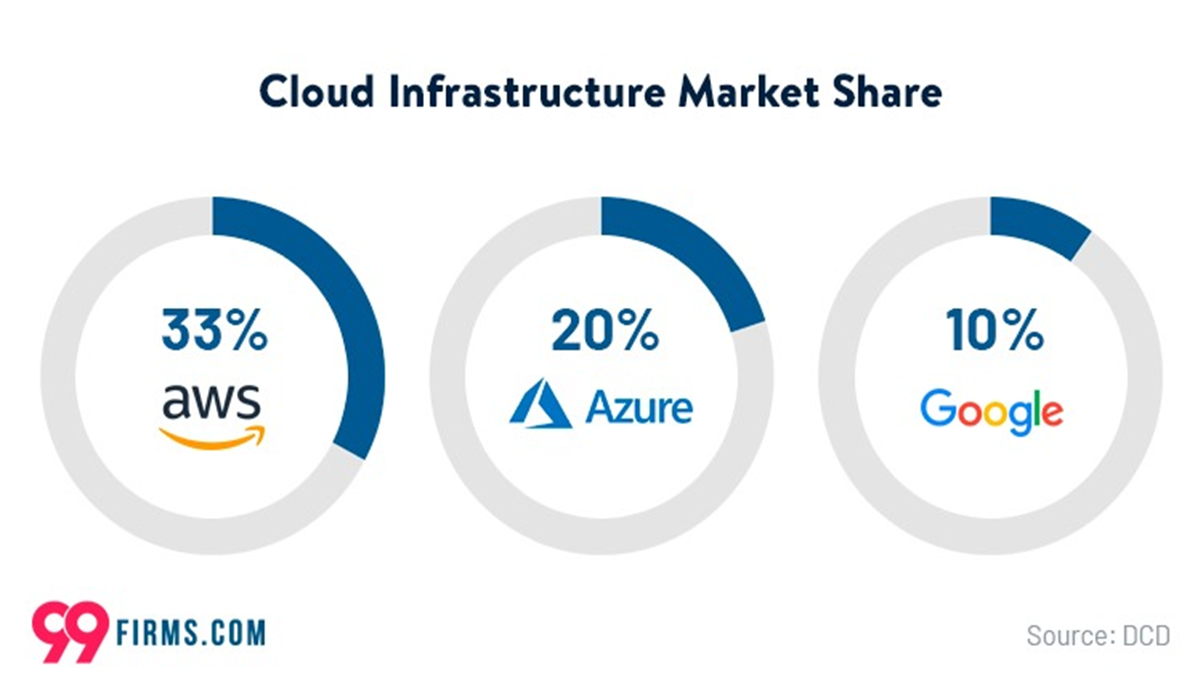 Cloud Infrastructure Market Share
33%
aws
20%
Azure
10%
Google
99FIRMS.COM
Source: DCD